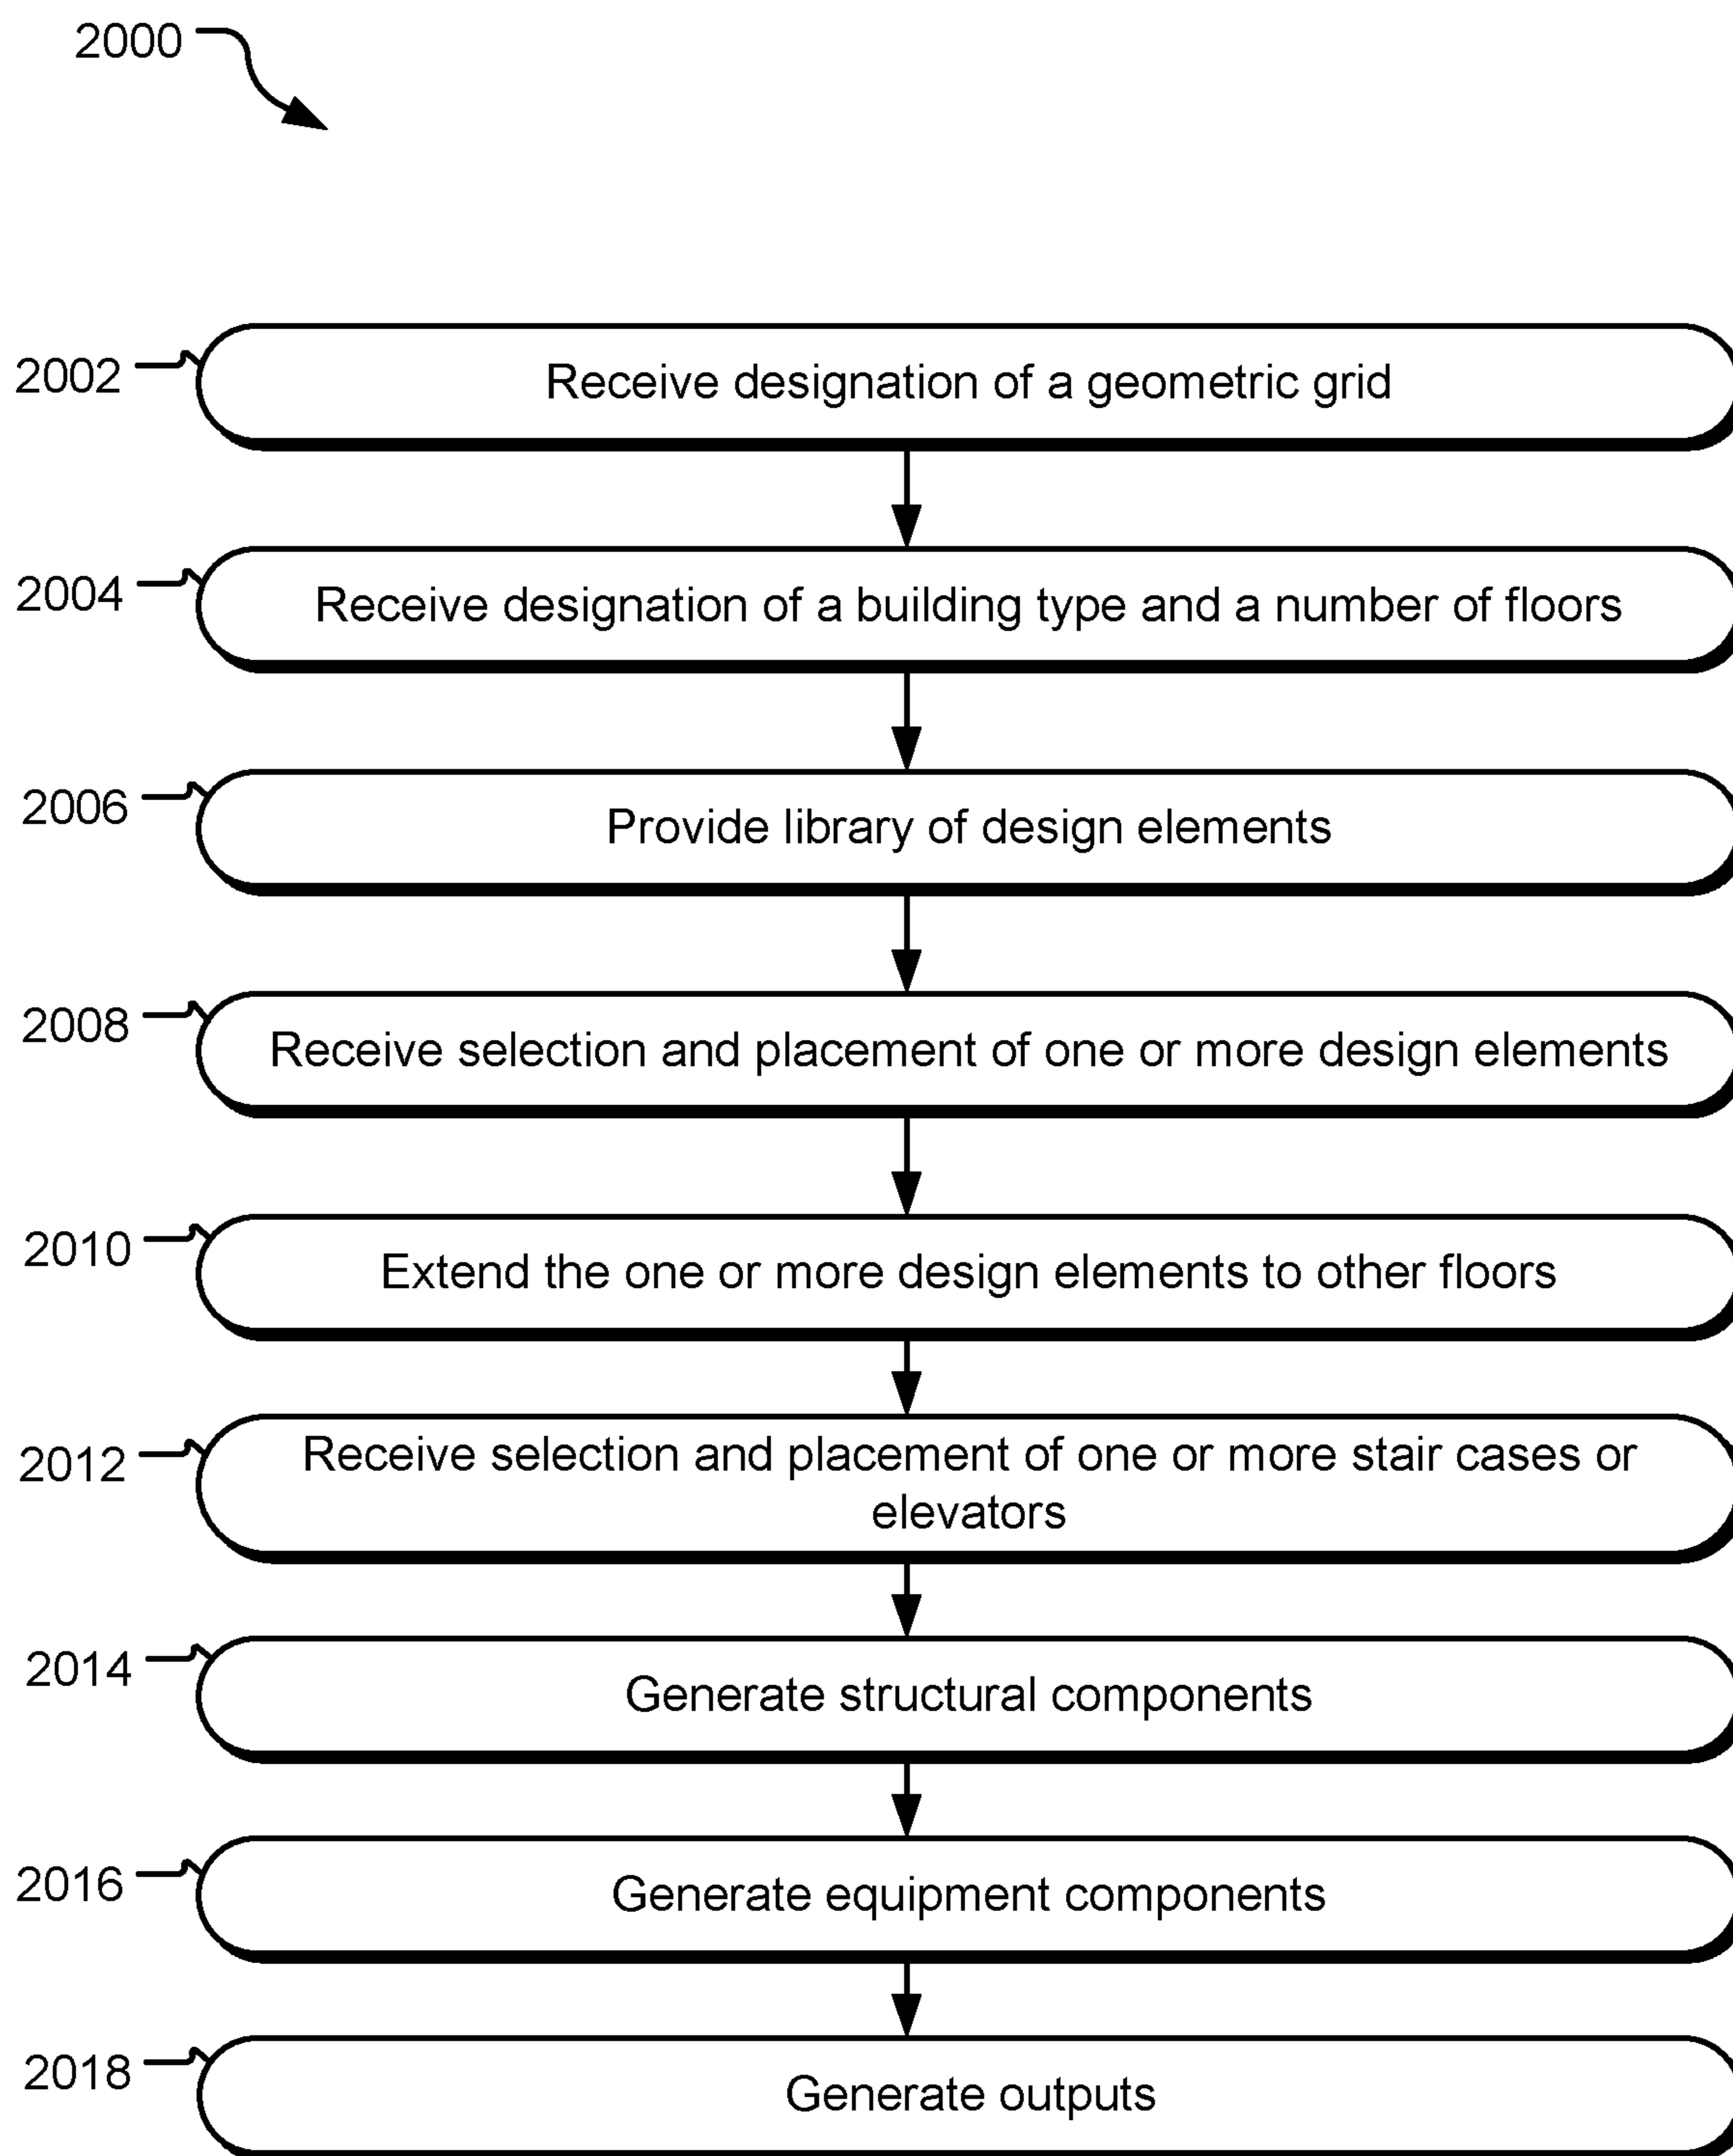 2000
2002
Receive designation of a geometric grid
2004
Receive designation of a building type and a number of floors
2006
Provide library of design elements
2008
Receive selection and placement of one or more design elements
2010
Extend the one or more design elements to other floors
2012
Receive selection and placement of one or more stair cases or
elevators
2014
Generate structural components
2016
Generate equipment components
2018
Generate outputs